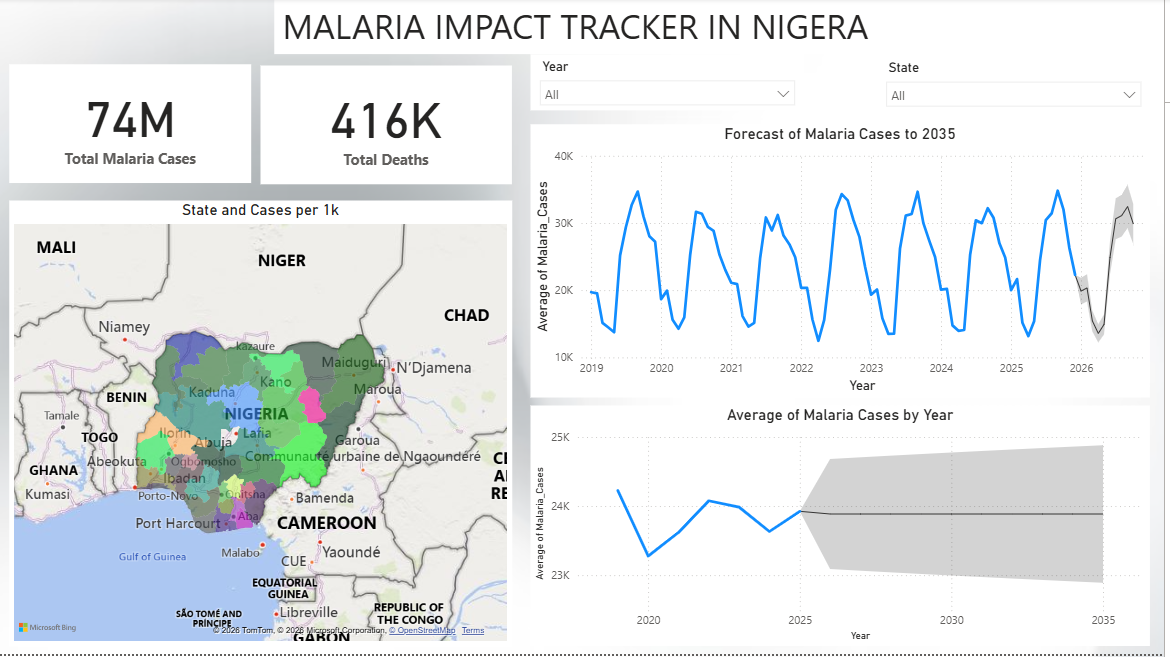 MALARIA IMPACT TRACKER IN NIGERA
74M
Total Malaria Cases
416K
Total Deaths
Year
All
State
All
State and Cases per 1k
MALI
NIGER
CHAD
Niamey
kazaure
Maiduguri
N'Djamena
Kano
Maroua
Kaduna
BENIN
NIGERIA
Tamale
Ilorin
Abuja
Lafia
TOGO
Garoua
Abeokuta
Ogbomosho
Communauté urbaine de Ngaoundéré
GHANA
Ibadan
Kumasi
Porto-Novo
Onitsha
Bamenda
Port Harcourt
Aba
CAMEROON
Gulf of Guinea
Malabo
Yaoundé
CUE
EQUATORIAL
GUINEA
SÃO TOMÉ AND
PRÍNCIPE
Libreville
REPUBLIC OF
THE CONGO
GABON
Microsoft Bing
© 2026 TomTom, © 2026 Microsoft Corporation, © OpenStreetMap Terms
Forecast of Malaria Cases to 2035
Average of Malaria_Cases
40K
30K
20K
10K
2019 2020 2021 2022 2023 2024 2025 2026
Year
Average of Malaria Cases by Year
Average of Malaria_Cases
25K
24K
23K
2020 2025 2030 2035
Year